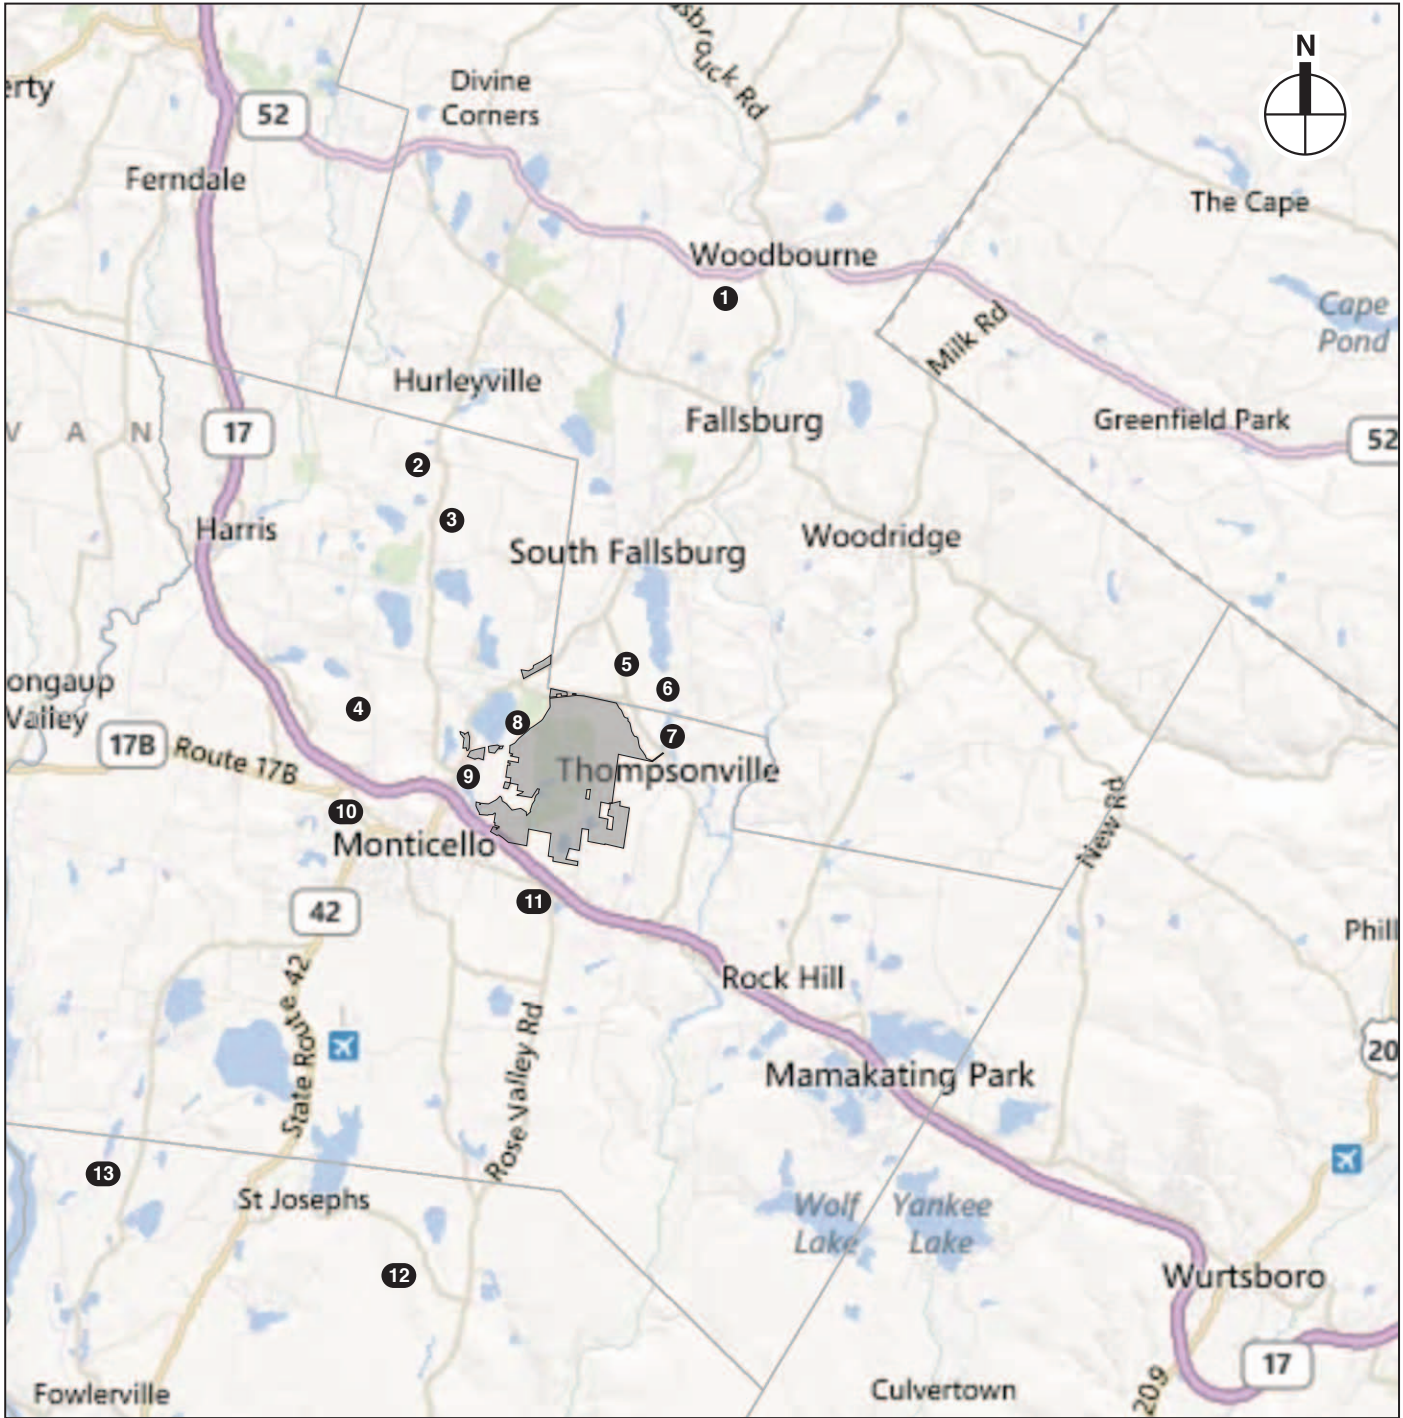 N
erty
Divine
Corners
sbrouck Rd
52
Ferndale
The Cape
Woodbourne
1
Cape
Pond
Milk Rd
Hurleyville
Fallsburg
Greenfield Park
52
V A N
17
2
3
Harris
South Fallsburg
Woodridge
5
6
ongaup
Valley
4
8
7
17B
Route 17B
9
Thompsonville
10
Monticello
New Rd
42
11
Phill
State Route 42
Rock Hill
Rose Valley Rd
20
Mamakating Park
13
St Josephs
Wolf
Lake
Yankee
Lake
12
Wurtsboro
17
209
Fowlerville
Culvertown